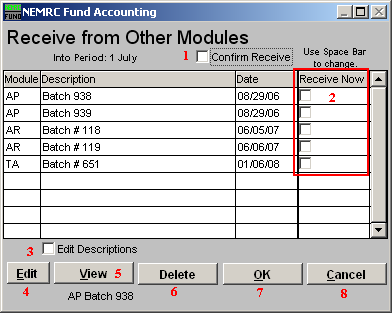 FUND NEMRC Fund Accounting
Receive from Other Modules
Into Period: 1 July
1 Confirm Receive
Use Space Bar
to change.
Module Description Date Receive Now
AP Batch 938 08/29/06 2
AP Batch 939 08/29/06
AR Batch # 118 06/05/07
AR Batch # 119 06/06/07
TA Batch # 651 01/06/08
3 Edit Descriptions
Edit View 5 Delete OK Cancel
4 6 7 8
AP Batch 938